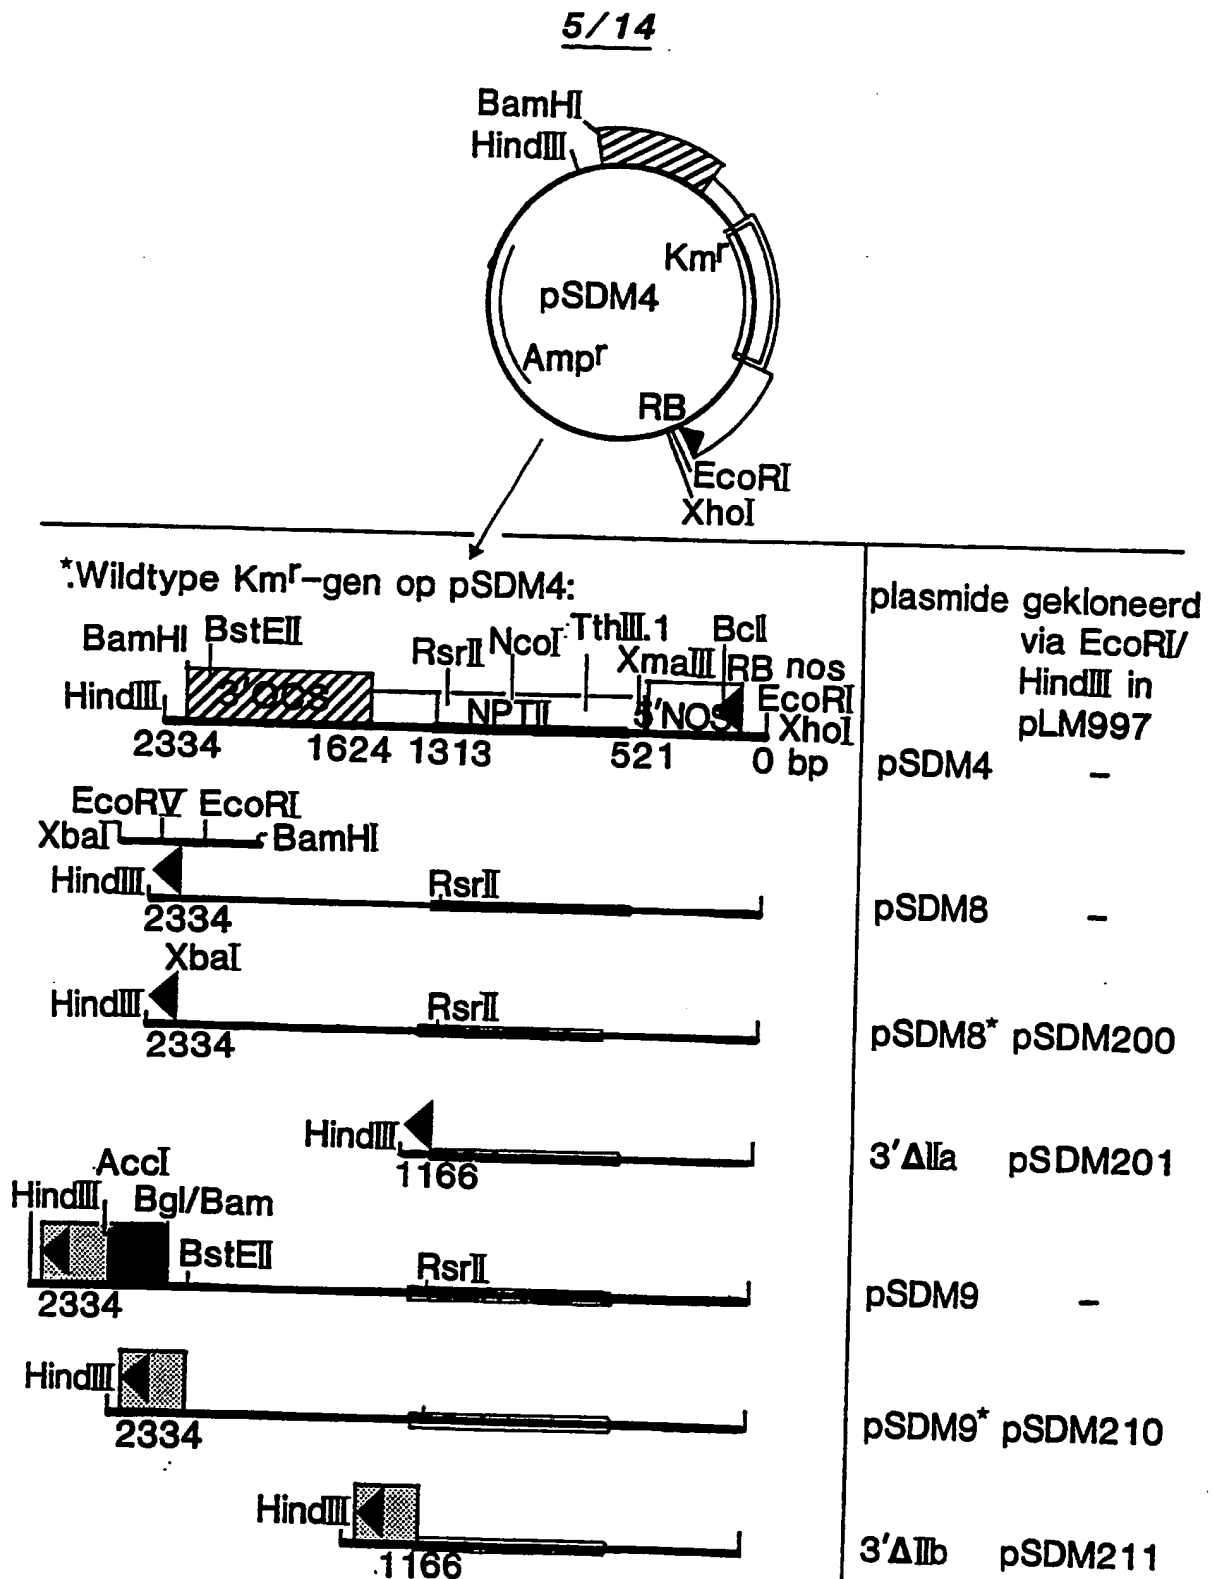 5/14
BamHI
HindIII
Kmr
pSDM4
Ampr
RB
EcoRI
XhoI
*.Wildtype Kmr-gen op pSDM4:
plasmide gekloneerd
via EcoRI/
HindIII in
pLM997
BamHI BstEII RsrII NcoI TthIII.1 XmaIII BclI
RB nos
HindIII 3'OCS NPTII 5'NOS EcoRI
XhoI
2334 1624 1313 521 0 bp
pSDM4 –
EcoRV EcoRI
XbaI BamHI
HindIII RsrII
2334
pSDM8 –
XbaI
HindIII RsrII
2334
pSDM8* pSDM200
HindIII
1166
3'ΔIIa pSDM201
AccI
HindIII Bgl/Bam
BstEII RsrII
2334
pSDM9 –
HindIII
2334
pSDM9* pSDM210
HindIII
1166
3'ΔIIb pSDM211